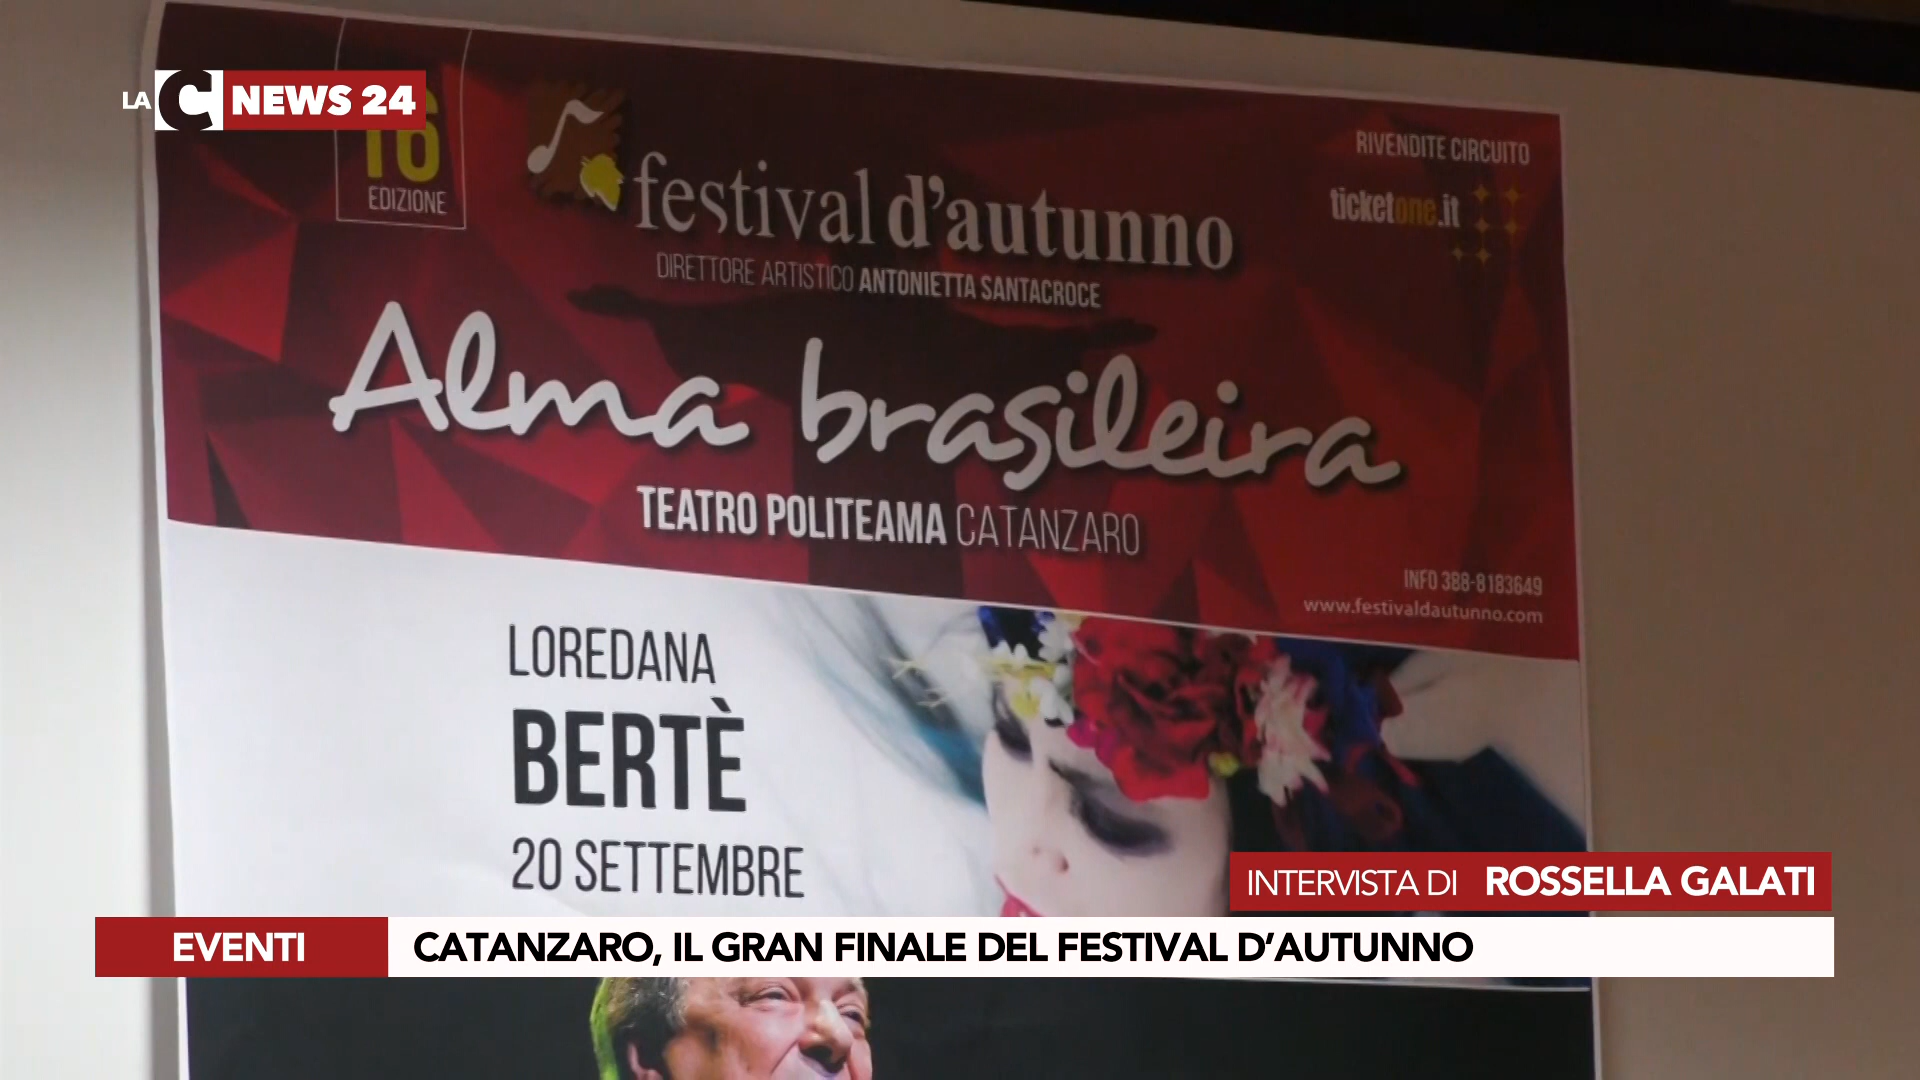 LA C NEWS 24
16
EDIZIONE
festival d'autunno
DIRETTORE ARTISTICO ANTONIETTA SANTACROCE
RIVENDITE CIRCUITO
ticketone.it
Alma brasileira
TEATRO POLITEAMA CATANZARO
INFO 388-8183649
www.festivaldautunno.com
LOREDANA
BERTÈ
20 SETTEMBRE
INTERVISTA DI ROSSELLA GALATI
EVENTI CATANZARO, IL GRAN FINALE DEL FESTIVAL D'AUTUNNO